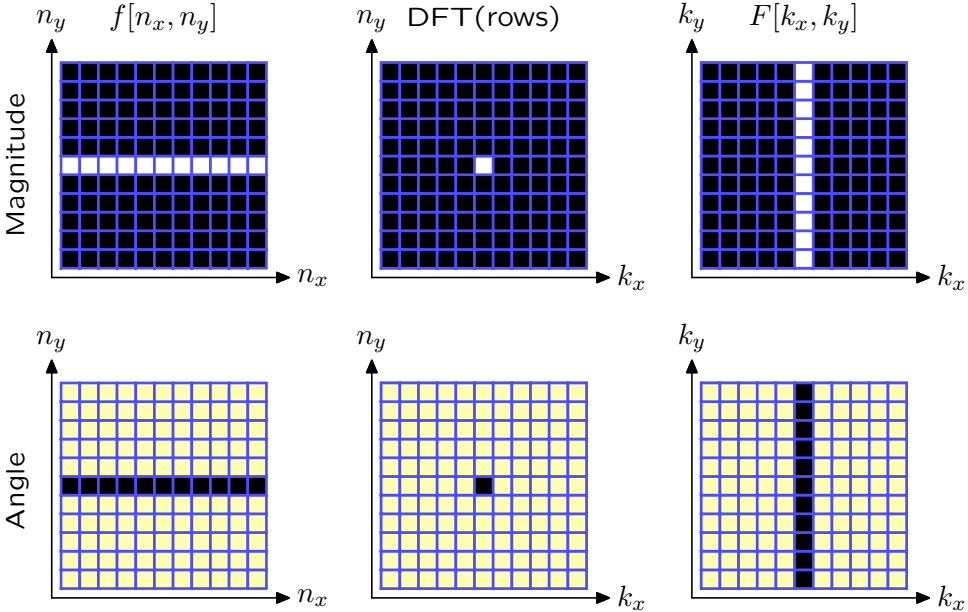 n_y f[n_x, n_y] n_y DFT(rows) k_y F[k_x, k_y]
Magnitude
n_x k_x k_x
n_y n_y k_y
Angle
n_x k_x k_x